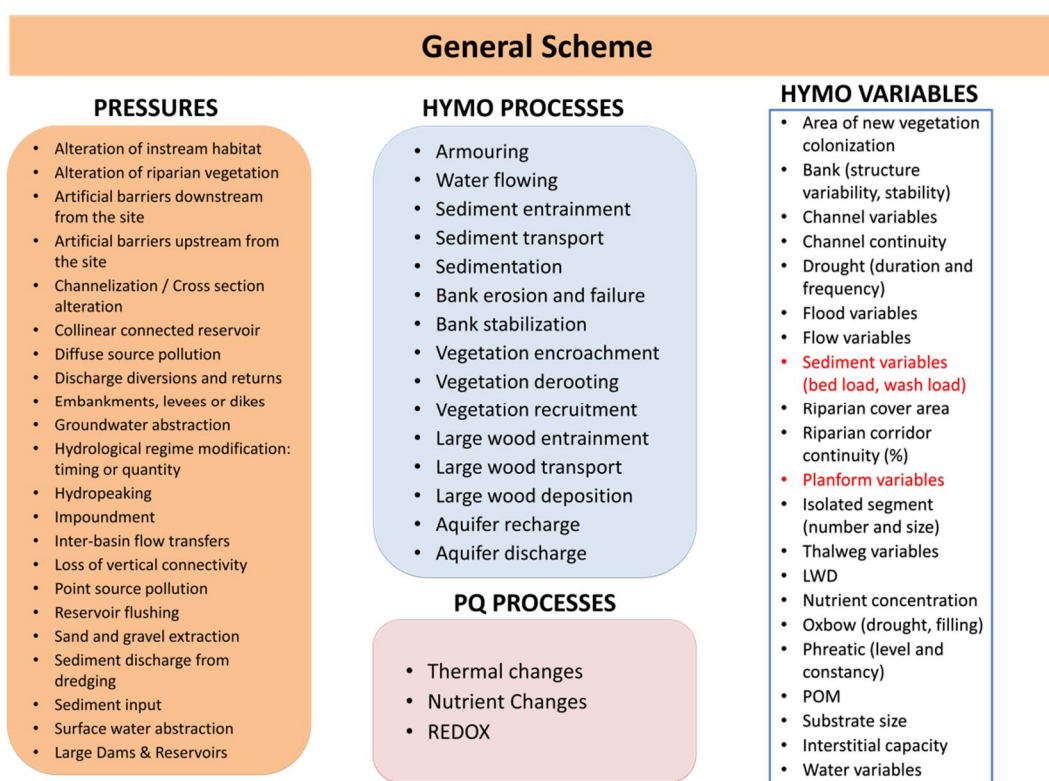 General Scheme
PRESSURES
• Alteration of instream habitat
• Alteration of riparian vegetation
• Artificial barriers downstream
from the site
• Artificial barriers upstream from
the site
• Channelization / Cross section
alteration
• Collinear connected reservoir
• Diffuse source pollution
• Discharge diversions and returns
• Embankments, levees or dikes
• Groundwater abstraction
• Hydrological regime modification:
timing or quantity
• Hydropeaking
• Impoundment
• Inter-basin flow transfers
• Loss of vertical connectivity
• Point source pollution
• Reservoir flushing
• Sand and gravel extraction
• Sediment discharge from
dredging
• Sediment input
• Surface water abstraction
• Large Dams & Reservoirs
HYMO PROCESSES
• Armouring
• Water flowing
• Sediment entrainment
• Sediment transport
• Sedimentation
• Bank erosion and failure
• Bank stabilization
• Vegetation encroachment
• Vegetation derooting
• Vegetation recruitment
• Large wood entrainment
• Large wood transport
• Large wood deposition
• Aquifer recharge
• Aquifer discharge
PQ PROCESSES
• Thermal changes
• Nutrient Changes
• REDOX
HYMO VARIABLES
• Area of new vegetation
colonization
• Bank (structure
variability, stability)
• Channel variables
• Channel continuity
• Drought (duration and
frequency)
• Flood variables
• Flow variables
• Sediment variables
(bed load, wash load)
• Riparian cover area
• Riparian corridor
continuity (%)
• Planform variables
• Isolated segment
(number and size)
• Thalweg variables
• LWD
• Nutrient concentration
• Oxbow (drought, filling)
• Phreatic (level and
constancy)
• POM
• Substrate size
• Interstitial capacity
• Water variables